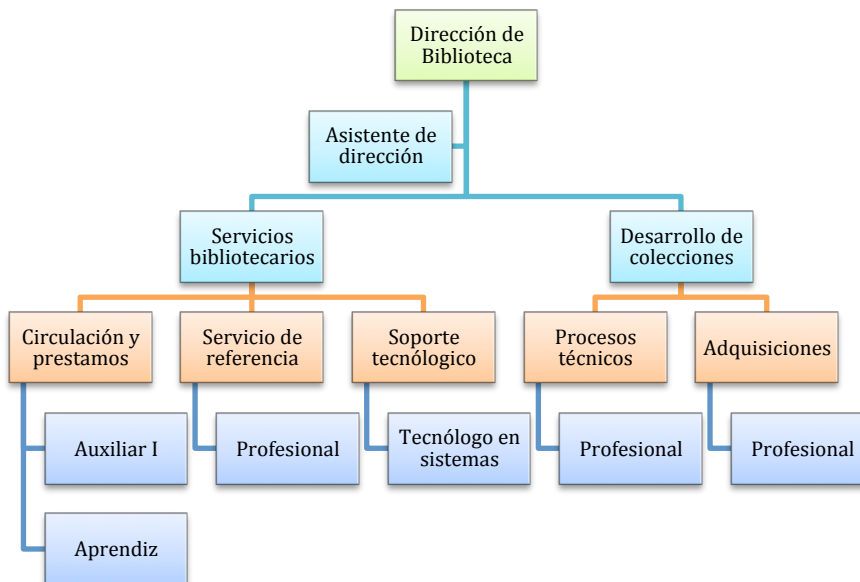 Dirección de
Biblioteca
Asistente de
dirección
Servicios
bibliotecarios
Desarrollo de
colecciones
Circulación y
prestamos
Servicio de
referencia
Soporte
tecnólogico
Procesos
técnicos
Adquisiciones
Auxiliar I
Profesional
Tecnólogo en
sistemas
Profesional
Profesional
Aprendiz